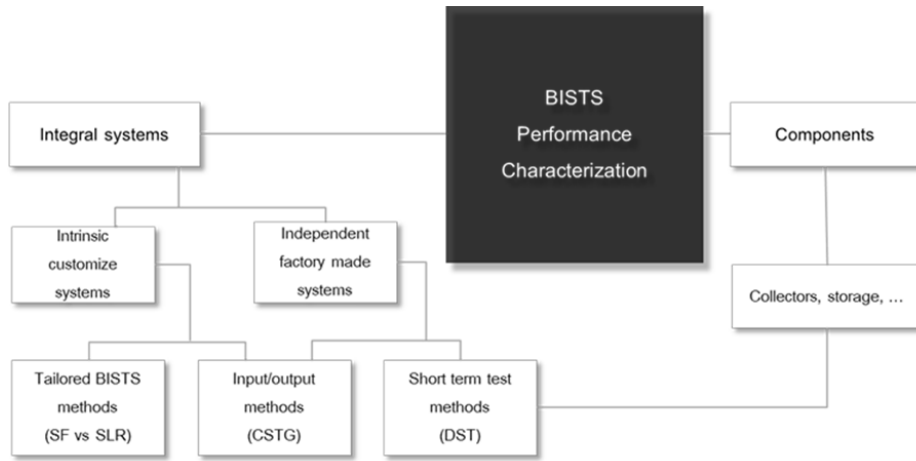 BISTS
Performance
Characterization
Integral systems
Components
Intrinsic
customize
systems
Independent
factory made
systems
Collectors, storage, ...
Tailored BISTS
methods
(SF vs SLR)
Input/output
methods
(CSTG)
Short term test
methods
(DST)